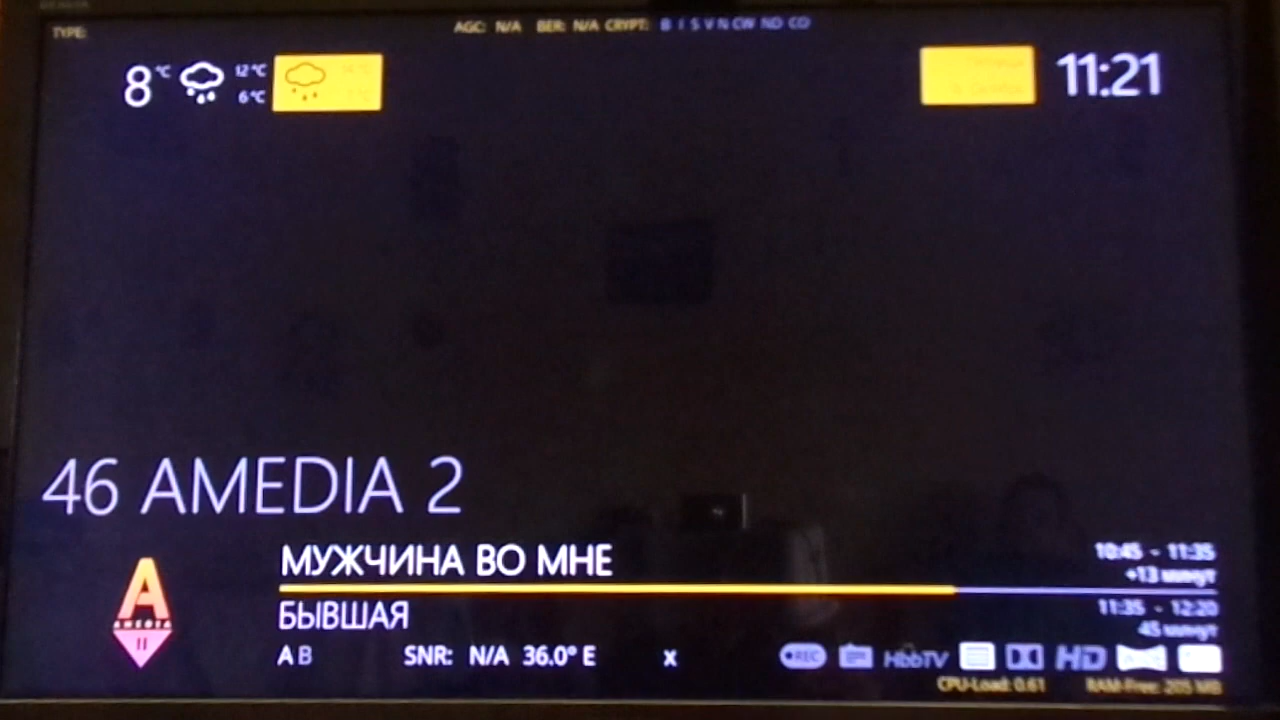 TYPE:
AGC: N/A BER: N/A CRYPT: B I S V N CW ND CO
8 °C
12 °C
6 °C
11:21
46 AMEDIA 2
МУЖЧИНА ВО МНЕ
10:45 - 11:35
+13 минут
БЫВШАЯ
11:35 - 12:20
45 минут
A
AMEDIA
II
A B SNR: N/A 36.0° E x REC HbbTV HD
CPU-Load: 0.61 RAM-Free: 205 MB